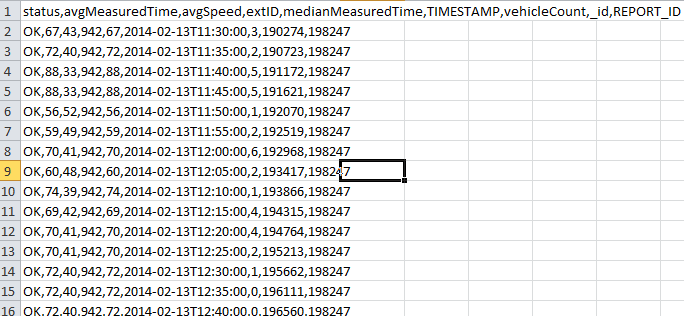 1 status,avgMeasuredTime,avgSpeed,extID,medianMeasuredTime,TIMESTAMP,vehicleCount,_id,REPORT_ID
2 OK,67,43,942,67,2014-02-13T11:30:00,3,190274,198247
3 OK,72,40,942,72,2014-02-13T11:35:00,2,190723,198247
4 OK,88,33,942,88,2014-02-13T11:40:00,5,191172,198247
5 OK,88,33,942,88,2014-02-13T11:45:00,5,191621,198247
6 OK,56,52,942,56,2014-02-13T11:50:00,1,192070,198247
7 OK,59,49,942,59,2014-02-13T11:55:00,2,192519,198247
8 OK,70,41,942,70,2014-02-13T12:00:00,6,192968,198247
9 OK,60,48,942,60,2014-02-13T12:05:00,2,193417,198247
10 OK,74,39,942,74,2014-02-13T12:10:00,1,193866,198247
11 OK,69,42,942,69,2014-02-13T12:15:00,4,194315,198247
12 OK,70,41,942,70,2014-02-13T12:20:00,4,194764,198247
13 OK,70,41,942,70,2014-02-13T12:25:00,2,195213,198247
14 OK,72,40,942,72,2014-02-13T12:30:00,1,195662,198247
15 OK,72,40,942,72,2014-02-13T12:35:00,0,196111,198247
16 OK,72,40,942,72,2014-02-13T12:40:00,0,196560,198247